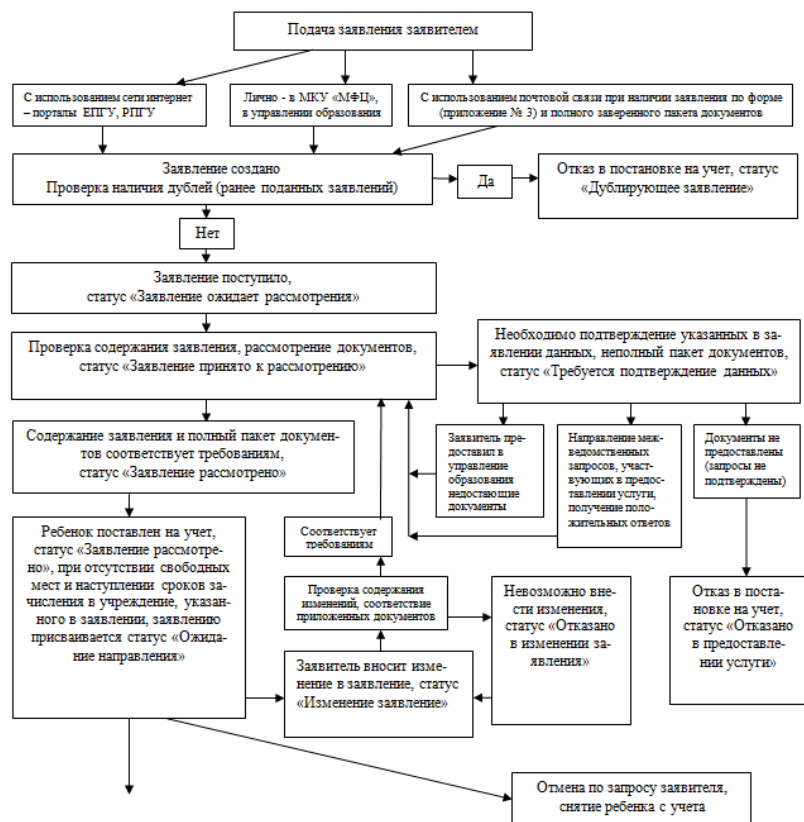 Подача заявления заявителем
С использованием сети интернет
– порталы ЕПГУ, РПГУ
Лично - в МКУ «МФЦ»,
в управлении образования
С использованием почтовой связи при наличии заявления по форме
(приложение № 3) и полного заверенного пакета документов
Заявление создано
Проверка наличия дублей (ранее поданных заявлений)
Да
Отказ в постановке на учет, статус
«Дублирующее заявление»
Нет
Заявление поступило,
статус «Заявление ожидает рассмотрения»
Проверка содержания заявления, рассмотрение документов,
статус «Заявление принято к рассмотрению»
Необходимо подтверждение указанных в за-
явлении данных, неполный пакет документов,
статус «Требуется подтверждение данных»
Содержание заявления и полный пакет докумен-
тов соответствует требованиям,
статус «Заявление рассмотрено»
Заявитель пре-
доставил в
управление
образования
недостающие
документы
Направление меж-
ведомственных
запросов, участ-
вующих в предос-
тавлении услуги,
получение поло-
жительных ответов
Документы не
предоставлены
(запросы не
подтверждены)
Ребенок поставлен на учет,
статус «Заявление рассмотре-
но», при отсутствии свободных
мест и наступлении сроков за-
числения в учреждение, указан-
ного в заявлении, заявлению
присваивается статус «Ожида-
ние направления»
Соответствует
требованиям
Проверка содержания
изменений, соответствие
приложенных документов
Невозможно вне-
сти изменения,
статус «Отказано
в изменении за-
явления»
Отказ в поста-
новке на учет,
статус «Отказано
в предоставле-
нии услуги»
Заявитель вносит изме-
нение в заявление, статус
«Изменение заявление»
Отмена по запросу заявителя,
снятие ребенка с учета